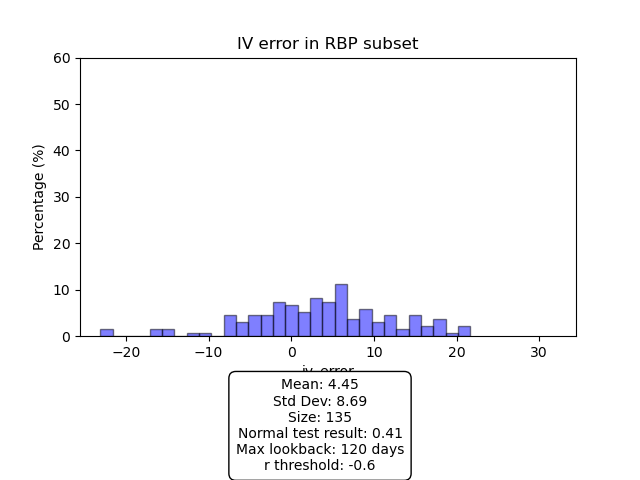 IV error in RBP subset
60
50
40
30
20
10
0
Percentage (%)
−20
−10
0
10
20
30
iv_error
Mean: 4.45
Std Dev: 8.69
Size: 135
Normal test result: 0.41
Max lookback: 120 days
r threshold: -0.6